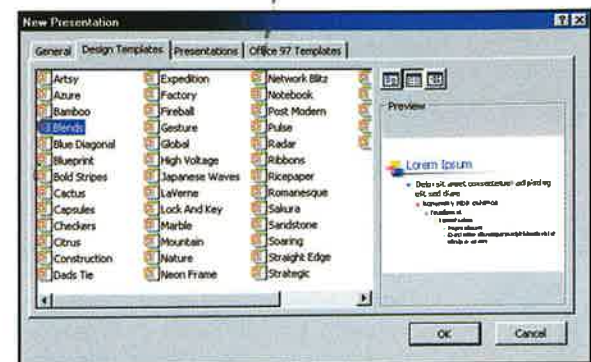 New Presentation
General Design Templates Presentations Office 97 Templates
Artsy
Azure
Bamboo
Blends
Blue Diagonal
Blueprint
Bold Stripes
Cactus
Capsules
Checkers
Citrus
Construction
Dads Tie
Expedition
Factory
Fireball
Gesture
Global
High Voltage
Japanese Waves
LaVerne
Lock And Key
Marble
Mountain
Nature
Neon Frame
Network Blitz
Notebook
Post Modern
Pulse
Radar
Ribbons
Ricepaper
Romanesque
Sakura
Sandstone
Soaring
Straight Edge
Strategic
Preview
Lorem Ipsum
OK Cancel